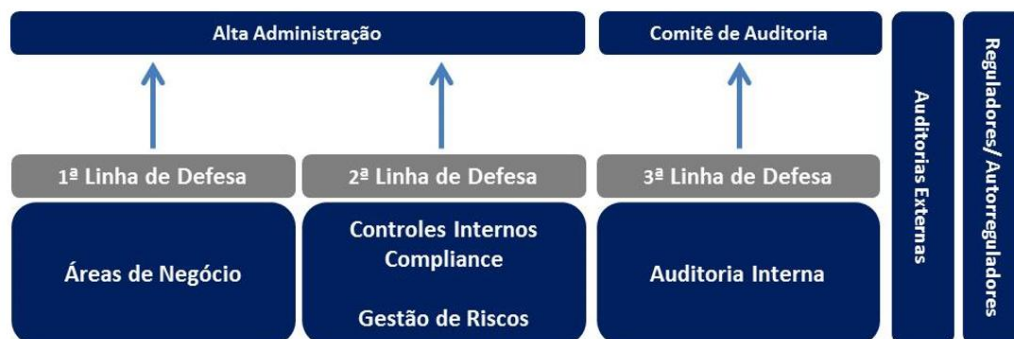 Alta Administração
Comitê de Auditoria
1ª Linha de Defesa
2ª Linha de Defesa
3ª Linha de Defesa
Áreas de Negócio
Controles Internos
Compliance
Gestão de Riscos
Auditoria Interna
Auditorias Externas
Reguladores/ Autorreguladores